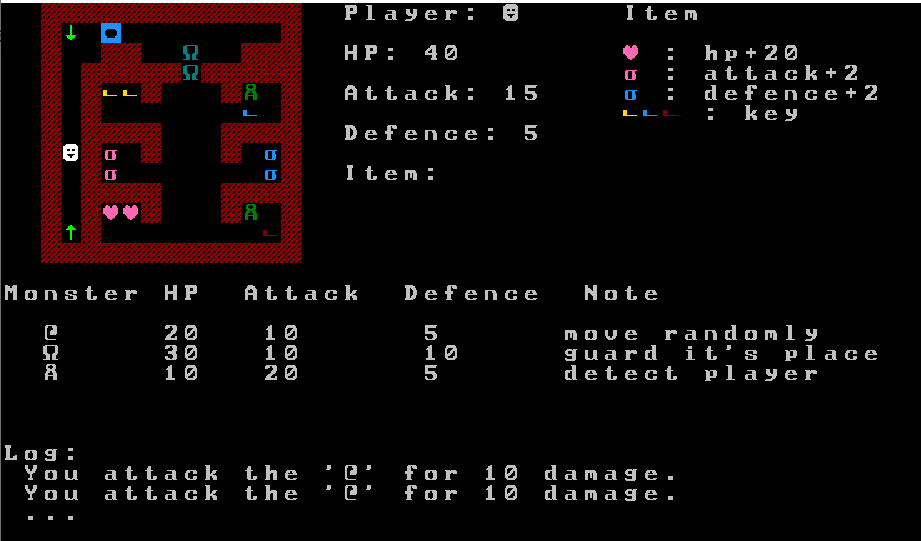 Player: Item
HP: 40 : hp+20
: attack+2
Attack: 15 : defence+2
: key
Defence: 5
Item:
Monster HP Attack Defence Note
@ 20 10 5 move randomly
Ω 30 10 10 guard it's place
Å 10 20 5 detect player
Log:
You attack the '@' for 10 damage.
You attack the '@' for 10 damage.
...